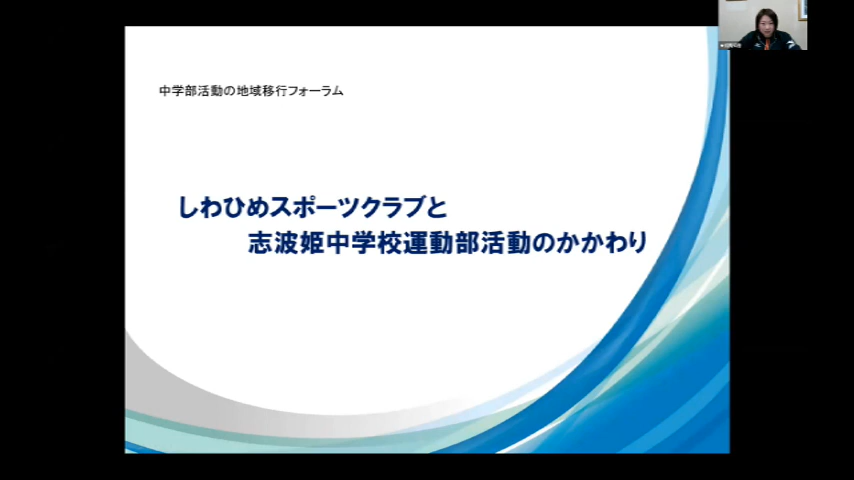 中学部活動の地域移行フォーラム
しわひめスポーツクラブと
志波姫中学校運動部活動のかかわり